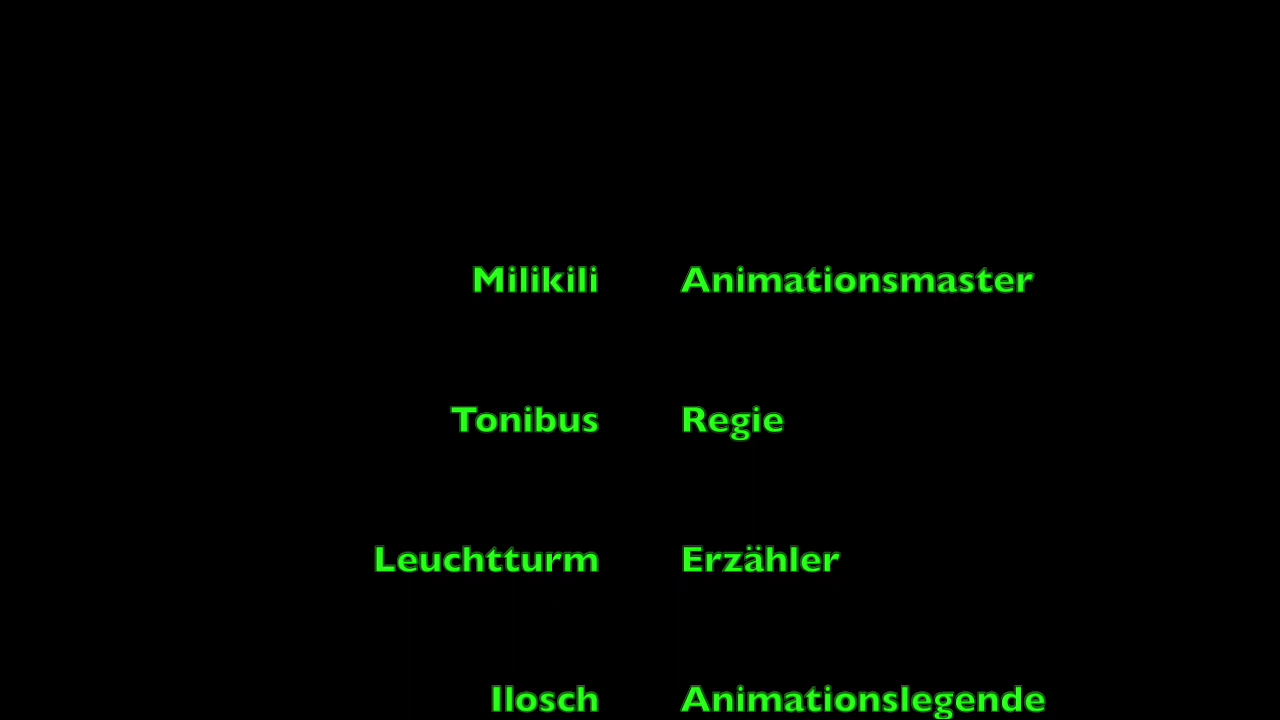 Milikili Animationsmaster
Tonibus Regie
Leuchtturm Erzähler
Ilosch Animationslegende